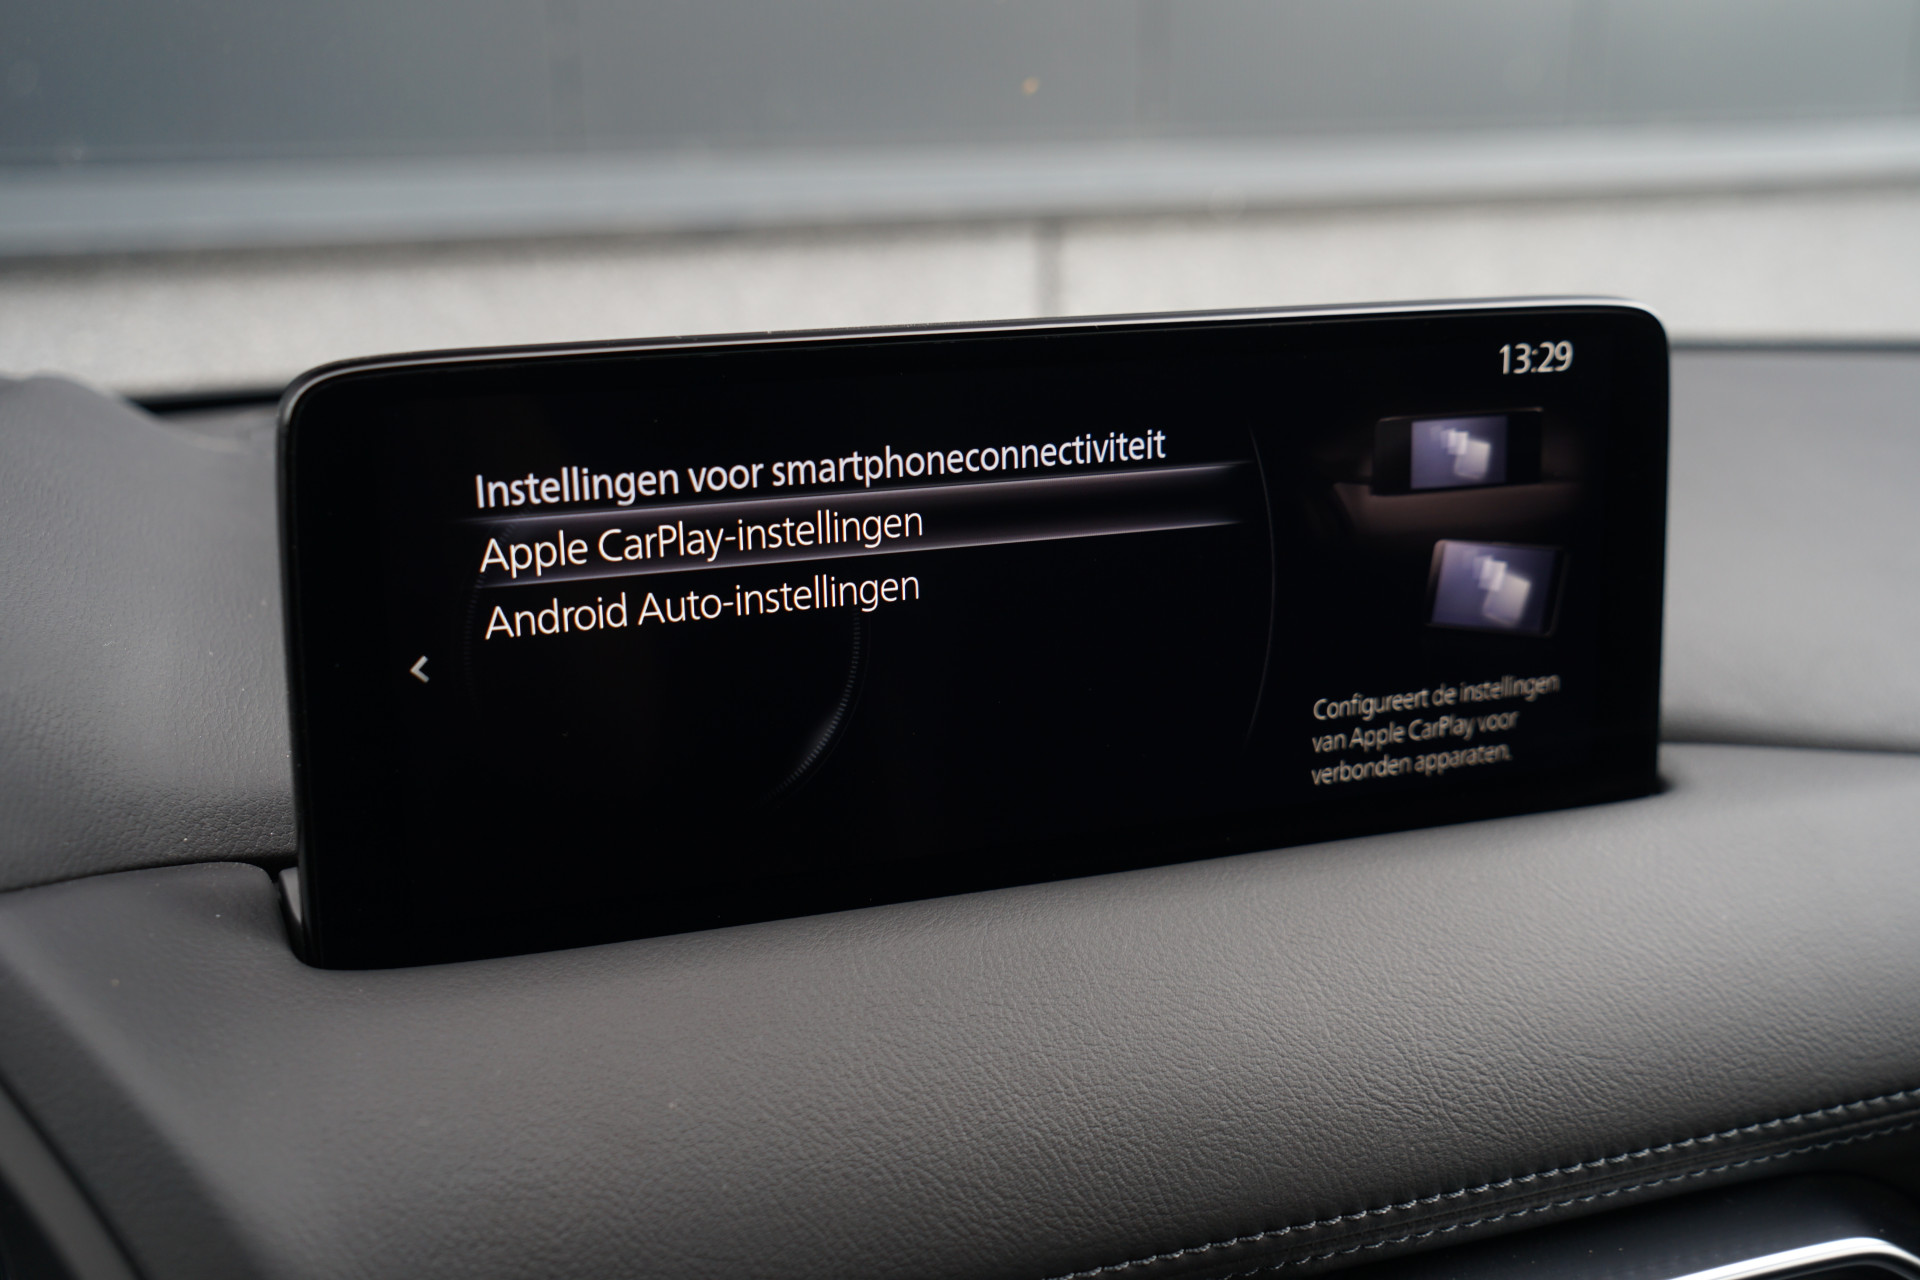 13:29
Instellingen voor smartphoneconnectiviteit
Apple CarPlay-instellingen
Android Auto-instellingen
Configureert de instellingen
van Apple CarPlay voor
verbonden apparaten.